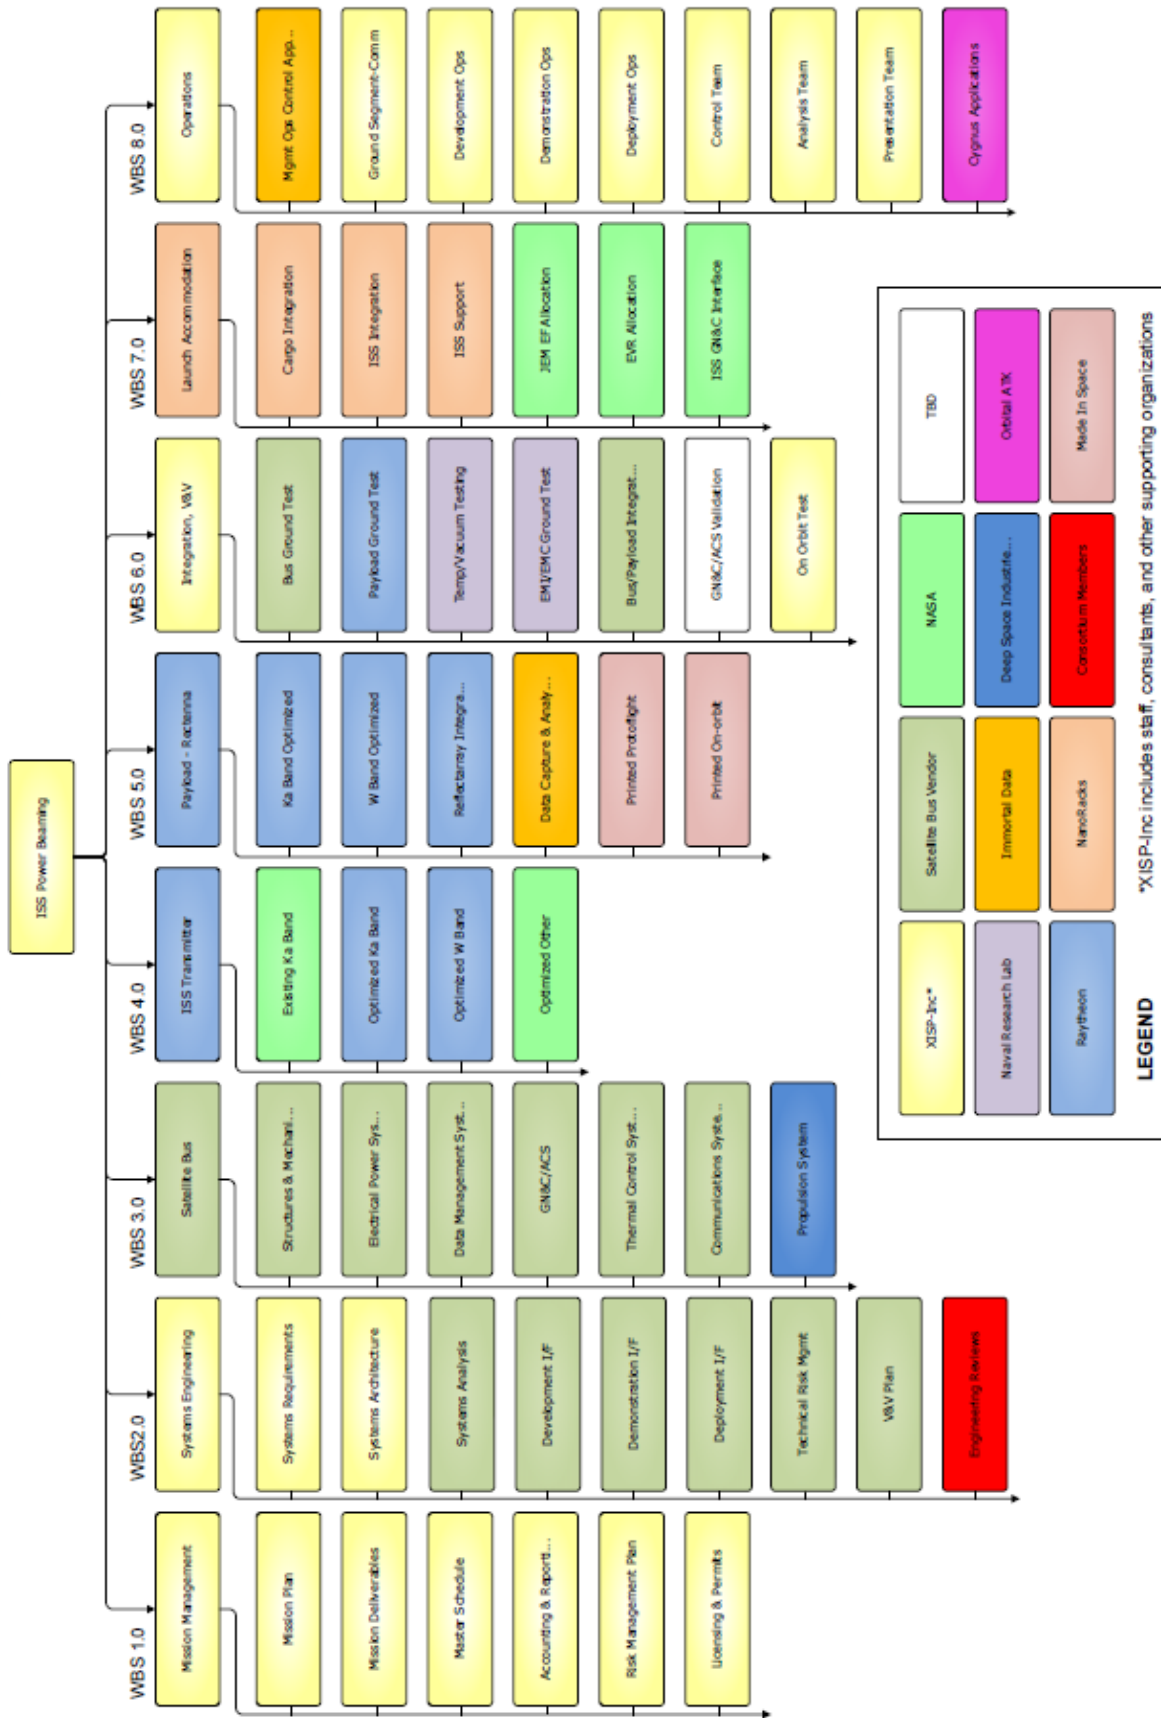 ISS Power Beaming
WBS 1.0
Mission Management
Mission Plan
Mission Deliverables
Master Schedule
Accounting & Reporti...
Risk Management Plan
Licensing & Permits
WBS2.0
Systems Engineering
Systems Requirements
Systems Architecture
Systems Analysis
Development I/F
Demonstration I/F
Deployment I/F
Technical Risk Mgmt
V&V Plan
Engineering Reviews
WBS 3.0
Satellite Bus
Structures & Mechani...
Electrical Power Sys...
Data Management Syst...
GN&C/ACS
Thermal Control Syst...
Communications Syste...
Propulsion System
WBS 4.0
ISS Transmitter
Existing Ka Band
Optimized Ka Band
Optimized W Band
Optimized Other
WBS 5.0
Payload - Rectenna
Ka Band Optimized
W Band Optimized
Reflectarray Integra...
Data Capture & Analy...
Printed Protoflight
Printed On-orbit
WBS 6.0
Integration, V&V
Bus Ground Test
Payload Ground Test
Temp/Vacuum Testing
EMI/EMC Ground Test
Bus/Payload Integrat...
GN&C/ACS Validation
On Orbit Test
WBS 7.0
Launch Accommodation
Cargo Integration
ISS Integration
ISS Support
JEM EF Allocation
EVR Allocation
ISS GN&C Interface
WBS 8.0
Operations
Mgmt Ops Control App...
Ground Segment-Comm
Development Ops
Demonstration Ops
Deployment Ops
Control Team
Analysis Team
Presentation Team
Cygnus Applications
XISP-Inc*
Satellite Bus Vendor
NASA
TBD
Naval Research Lab
Immortal Data
Deep Space Industrie...
Orbital ATK
Raytheon
NanoRacks
Consortium Members
Made In Space
LEGEND
*XISP-Inc includes staff, consultants, and other supporting organizations